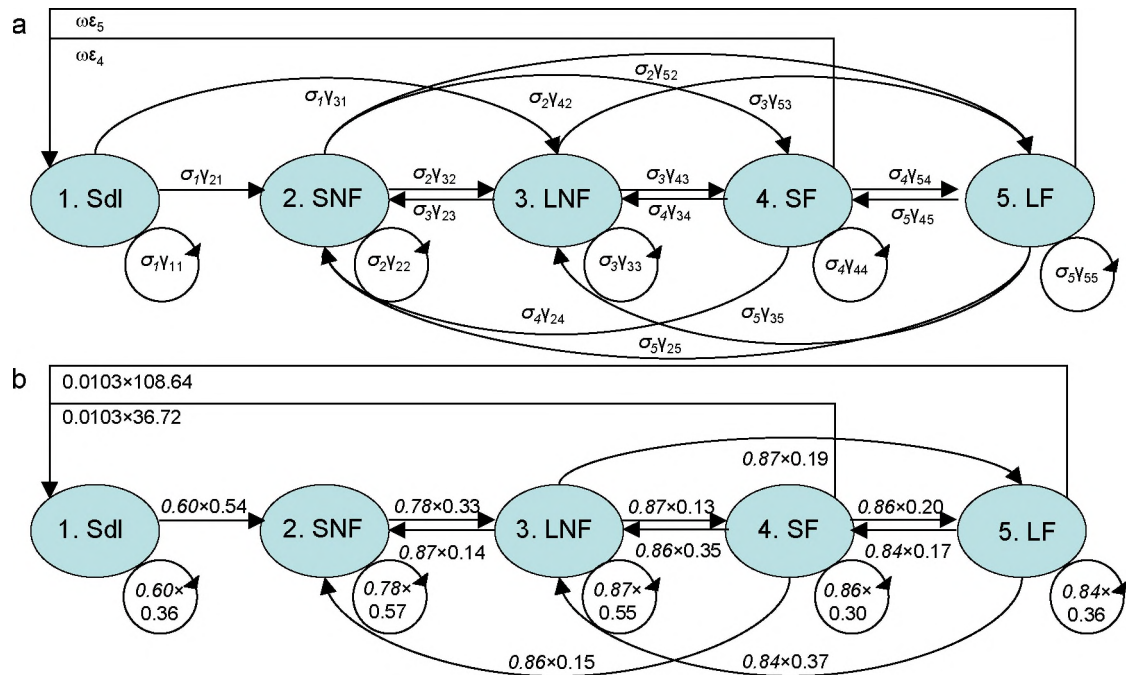 a
ωε₅
ωε₄
σ₁γ₃₁
σ₂γ₄₂
σ₂γ₅₂
σ₃γ₅₃
1. Sdl
σ₁γ₂₁
2. SNF
σ₂γ₃₂
σ₃γ₂₃
3. LNF
σ₃γ₄₃
σ₄γ₃₄
4. SF
σ₄γ₅₄
σ₅γ₄₅
5. LF
σ₁γ₁₁
σ₂γ₂₂
σ₃γ₃₃
σ₄γ₄₄
σ₅γ₅₅
σ₄γ₂₄
σ₅γ₃₅
σ₅γ₂₅
b
0.0103×108.64
0.0103×36.72
0.87×0.19
1. Sdl
0.60×0.54
2. SNF
0.78×0.33
0.87×0.14
3. LNF
0.87×0.13
0.86×0.35
4. SF
0.86×0.20
0.84×0.17
5. LF
0.60×
0.36
0.78×
0.57
0.87×
0.55
0.86×
0.30
0.84×
0.36
0.86×0.15
0.84×0.37